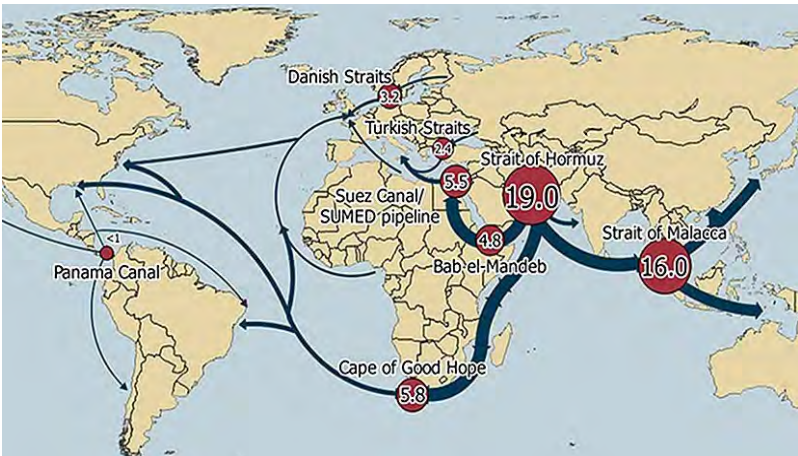 Danish Straits
3.2
Turkish Straits
2.4
Strait of Hormuz
19.0
5.5
Suez Canal/
SUMED pipeline
4.8
Bab el-Mandeb
Strait of Malacca
16.0
<1
Panama Canal
Cape of Good Hope
5.8